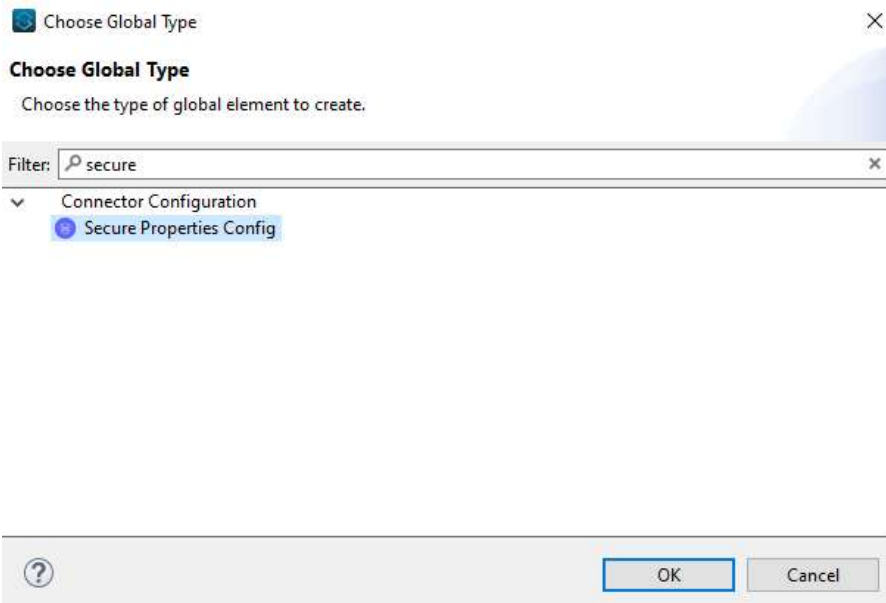 Choose Global Type
Choose Global Type
Choose the type of global element to create.
Filter: secure
Connector Configuration
Secure Properties Config
OK Cancel